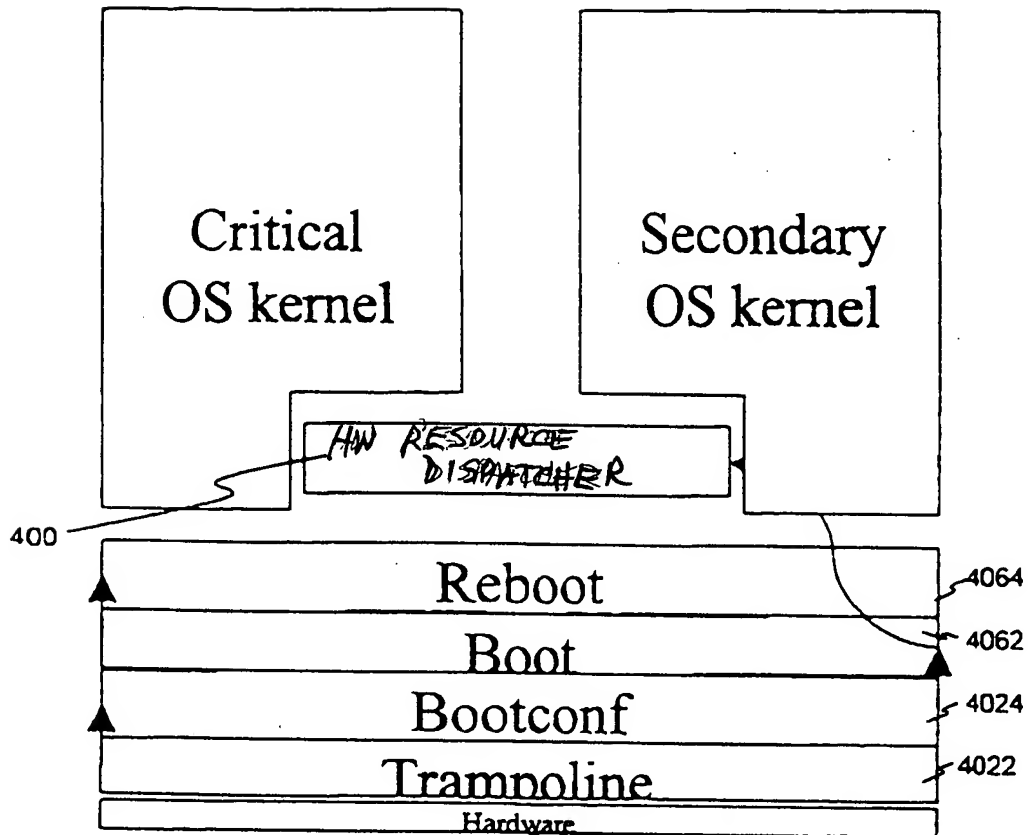 Critical
OS kernel
Secondary
OS kernel
HW RESOURCE
DISPATCHER
400
Reboot
4064
Boot
4062
Bootconf
4024
Trampoline
4022
Hardware